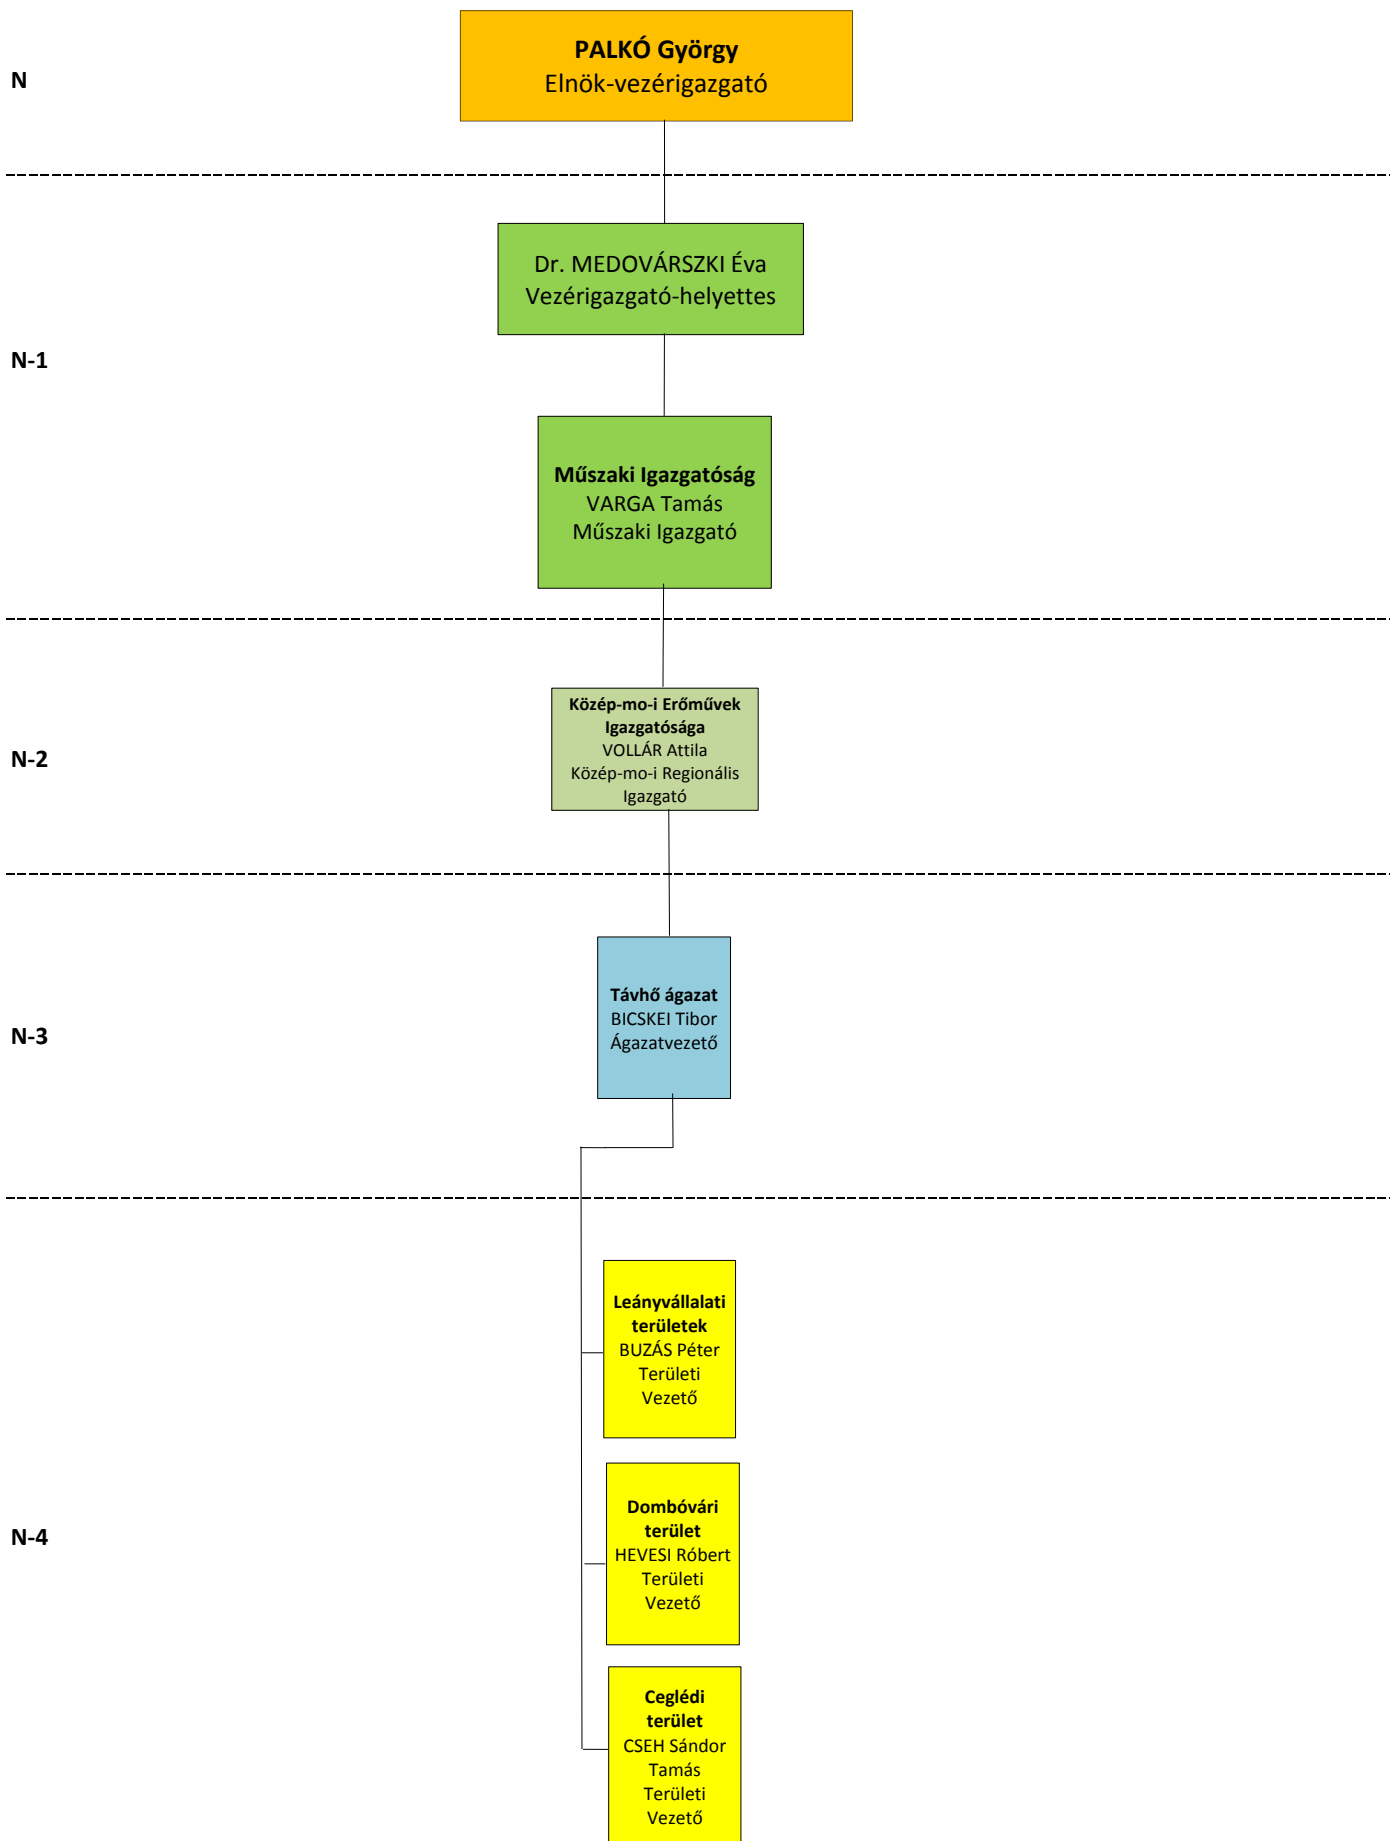 PALKÓ György
Elnök-vezérigazgató
N
Dr. MEDOVÁRSZKI Éva
Vezérigazgató-helyettes
N-1
Műszaki Igazgatóság
VARGA Tamás
Műszaki Igazgató
Közép-mo-i Erőművek
Igazgatósága
VOLLÁR Attila
Közép-mo-i Regionális
Igazgató
N-2
Távhő ágazat
BICSKEI Tibor
Ágazatvezető
N-3
Leányvállalati
területek
BUZÁS Péter
Területi
Vezető
Dombóvári
terület
HEVESI Róbert
Területi
Vezető
N-4
Ceglédi
terület
CSEH Sándor
Tamás
Területi
Vezető